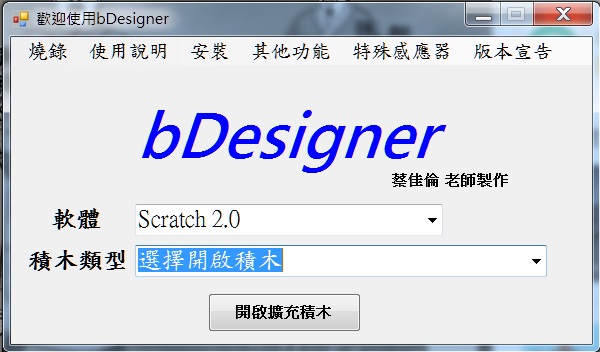 歡迎使用bDesigner
燒錄 使用說明 安裝 其他功能 特殊感應器 版本宣告
bDesigner
蔡佳倫 老師製作
軟體 Scratch 2.0
積木類型 選擇開啟積木
開啟擴充積木